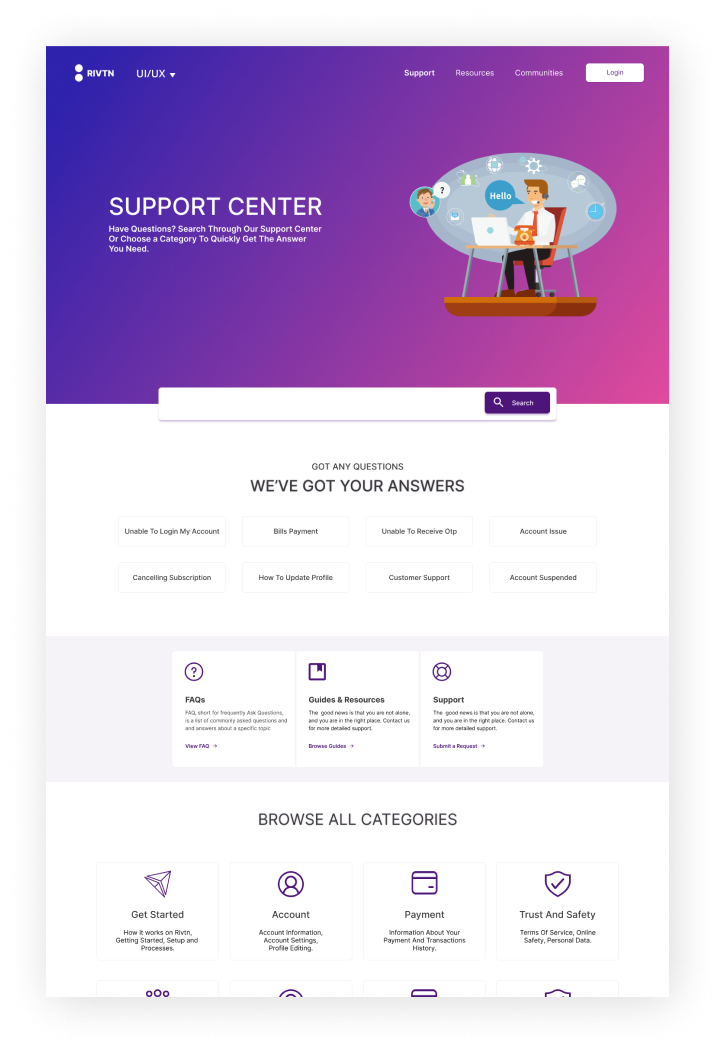 RIVTN
UI/UX
Support
Resources
Communities
Login
SUPPORT CENTER
Have Questions? Search Through Our Support Center
Or Choose a Category To Quickly Get The Answer
You Need.
?
Hello
Search
GOT ANY QUESTIONS
WE'VE GOT YOUR ANSWERS
Unable To Login My Account
Bills Payment
Unable To Receive Otp
Account Issue
Cancelling Subscription
How To Update Profile
Customer Support
Account Suspended
?
FAQs
FAQ, short for frequently Ask Questions,
is a list of commonly asked questions and
and answers about a specific topic
View FAQ →
Guides & Resources
The good news is that you are not alone,
and you are in the right place. Contact us
for more detailed support.
Browse Guides →
Support
The good news is that you are not alone,
and you are in the right place. Contact us
for more detailed support.
Submit a Request →
BROWSE ALL CATEGORIES
Get Started
How it works on Rivtn,
Getting Started, Setup and
Processes.
Account
Account Information,
Account Settings,
Profile Editing.
Payment
Information About Your
Payment And Transactions
History.
Trust And Safety
Terms Of Service, Online
Safety, Personal Data.